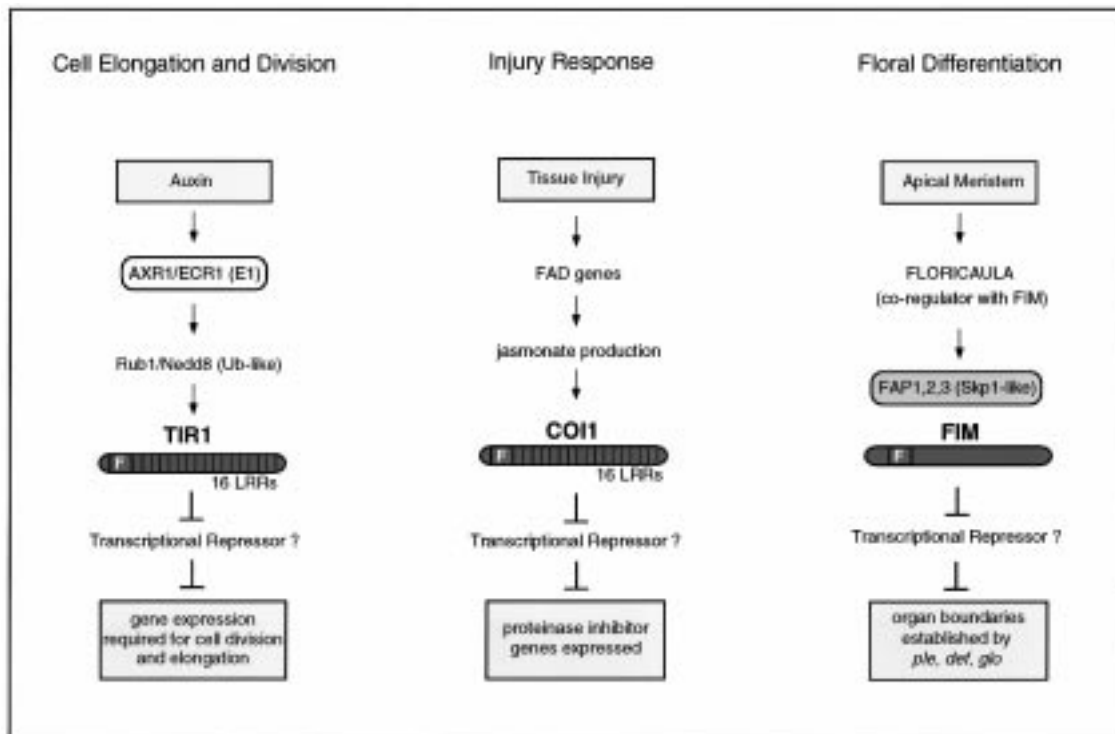 Cell Elongation and Division
Auxin
AXR1/ECR1 (E1)
Rub1/Nedd8 (Ub-like)
TIR1
F
16 LRRs
Transcriptional Repressor ?
gene expression
required for cell division
and elongation
Injury Response
Tissue Injury
FAD genes
jasmonate production
COI1
F
16 LRRs
Transcriptional Repressor ?
proteinase inhibitor
genes expressed
Floral Differentiation
Apical Meristem
FLORICAULA
(co-regulator with FIM)
FAP1,2,3 (Skp1-like)
FIM
F
Transcriptional Repressor ?
organ boundaries
established by
ple, def, glo